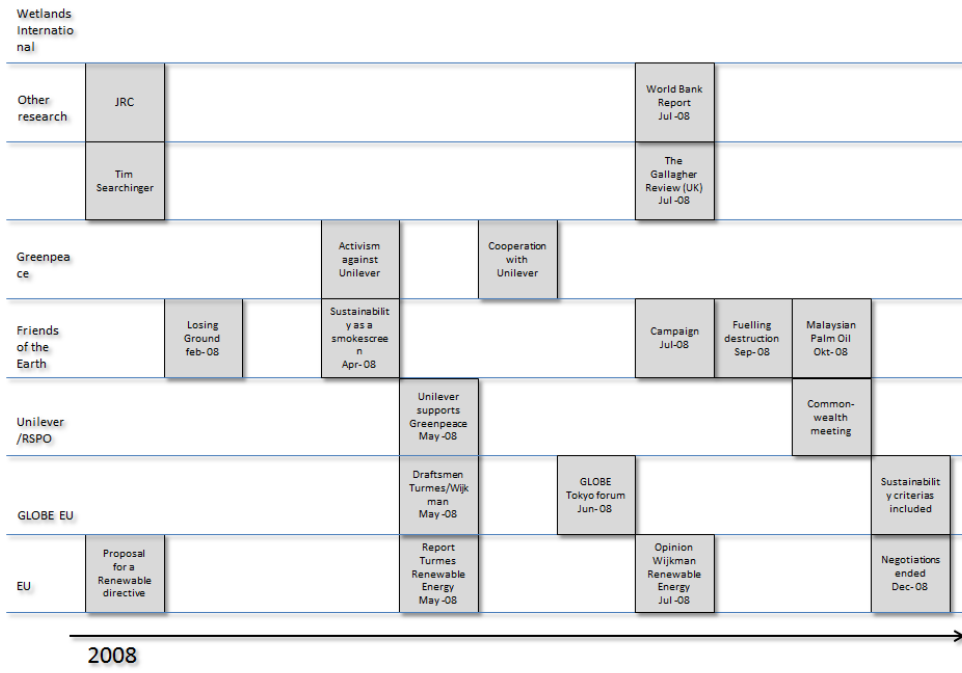 Wetlands
Internatio
nal
Other
research
JRC
World Bank
Report
Jul -08
Tim
Searchinger
The
Gallagher
Review (UK)
Jul -08
Greenpea
ce
Activism
against
Unilever
Cooperation
with
Unilever
Friends
of the
Earth
Losing
Ground
feb- 08
Sustainabilit
y as a
smokescree
n
Apr- 08
Campaign
Jul-08
Fuelling
destruction
Sep-08
Malaysian
Palm Oil
Okt-08
Unilever
/RSPO
Unilever
supports
Greenpeace
May -08
Common-
wealth
meeting
GLOBE EU
Draftsmen
Turmes/Wijk
man
May -08
GLOBE
Tokyo forum
Jun- 08
Sustainabilit
y criterias
included
EU
Proposal
for a
Renewable
directive
Report
Turmes
Renewable
Energy
May -08
Opinion
Wijkman
Renewable
Energy
Jul -08
Negotiations
ended
Dec- 08
2008